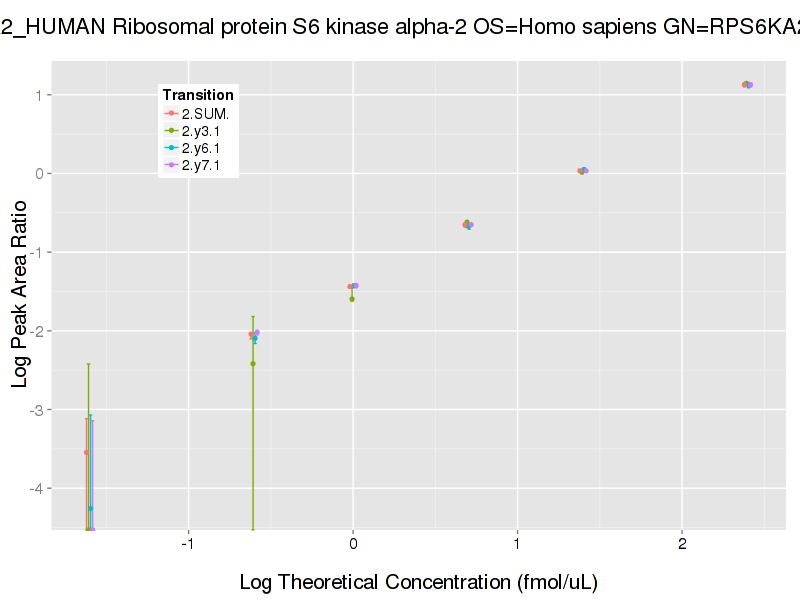 2_HUMAN Ribosomal protein S6 kinase alpha-2 OS=Homo sapiens GN=RPS6KA2
Transition
2.SUM.
2.y3.1
2.y6.1
2.y7.1
Log Peak Area Ratio
1
0
-1
-2
-3
-4
-1 0 1 2
Log Theoretical Concentration (fmol/uL)